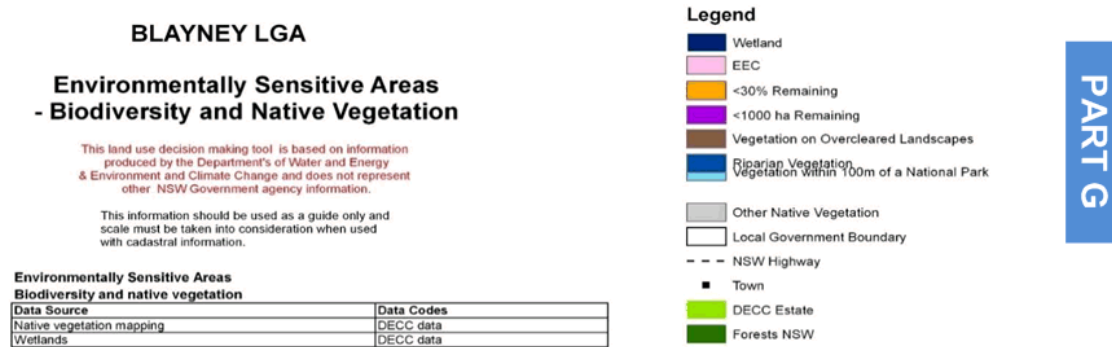 BLAYNEY LGA
Environmentally Sensitive Areas
- Biodiversity and Native Vegetation
This land use decision making tool is based on information
produced by the Department's of Water and Energy
& Environment and Climate Change and does not represent
other NSW Government agency information.
This information should be used as a guide only and
scale must be taken into consideration when used
with cadastral information.
Environmentally Sensitive Areas
Biodiversity and native vegetation
Data Source Data Codes
Native vegetation mapping DECC data
Wetlands DECC data
Legend
Wetland
EEC
<30% Remaining
<1000 ha Remaining
Vegetation on Overcleared Landscapes
Riparian Vegetation
Vegetation within 100m of a National Park
Other Native Vegetation
Local Government Boundary
NSW Highway
Town
DECC Estate
Forests NSW
PART G